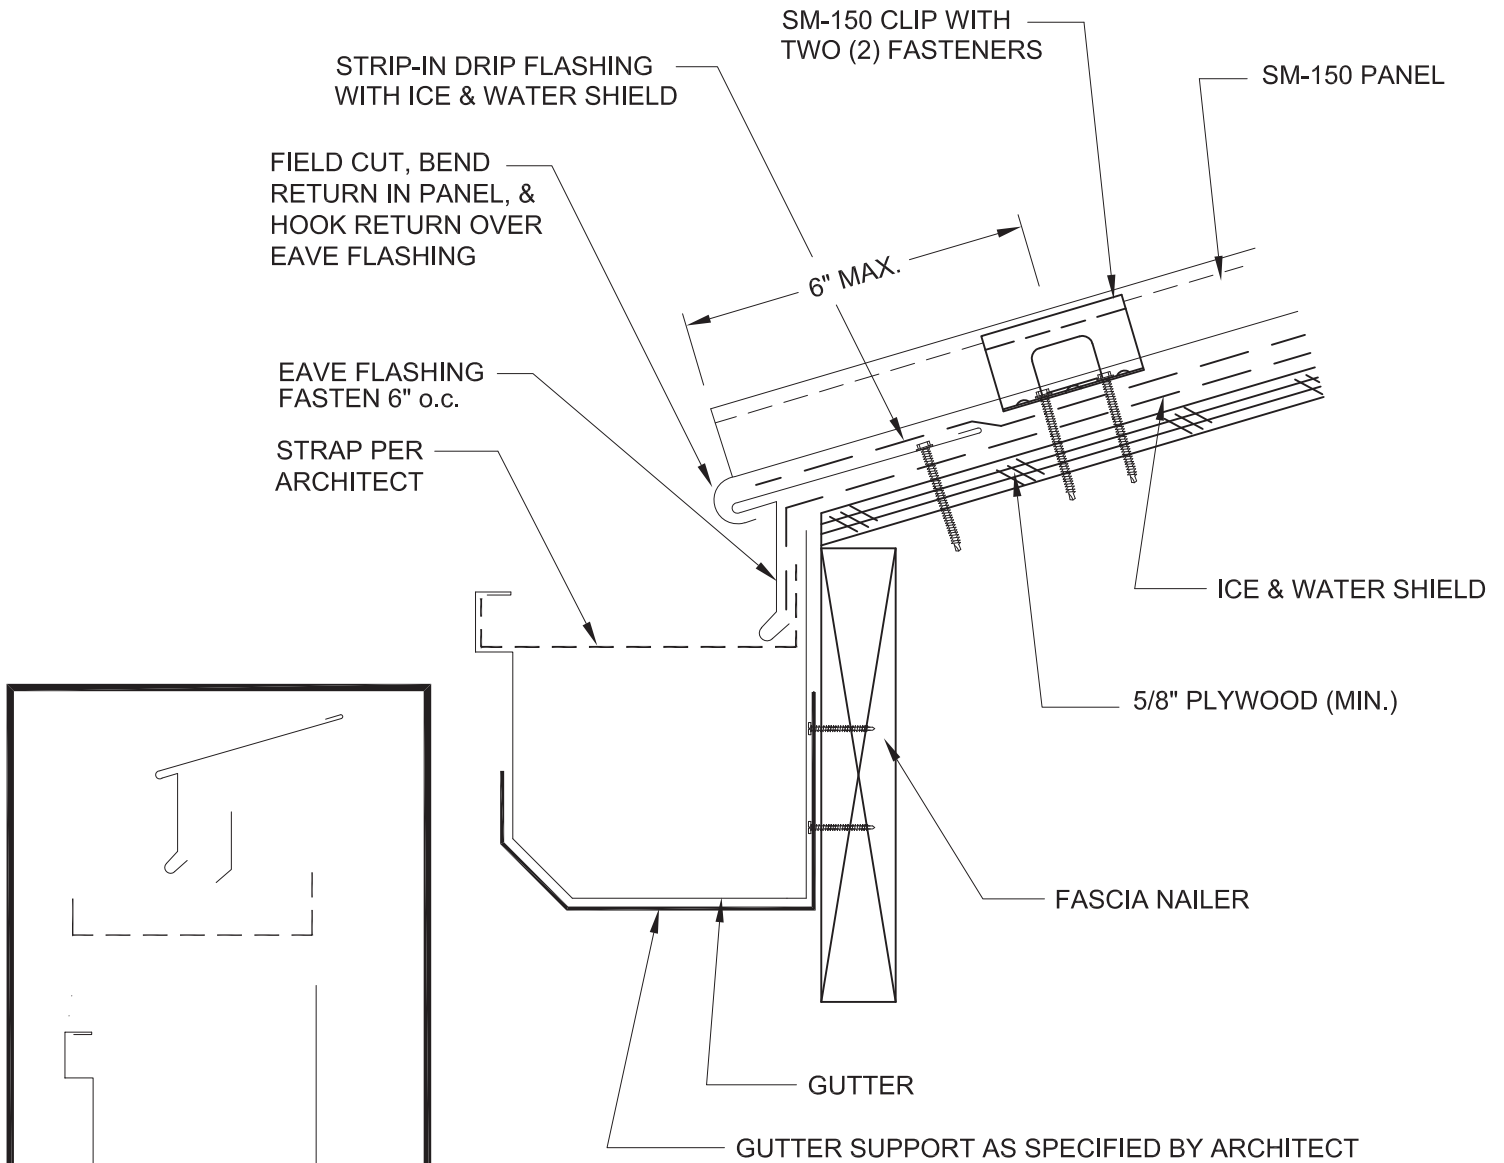 SM-150 CLIP WITH
TWO (2) FASTENERS
STRIP-IN DRIP FLASHING
WITH ICE & WATER SHIELD
SM-150 PANEL
FIELD CUT, BEND
RETURN IN PANEL, &
HOOK RETURN OVER
EAVE FLASHING
6" MAX.
EAVE FLASHING
FASTEN 6" o.c.
STRAP PER
ARCHITECT
ICE & WATER SHIELD
5/8" PLYWOOD (MIN.)
FASCIA NAILER
GUTTER
GUTTER SUPPORT AS SPECIFIED BY ARCHITECT